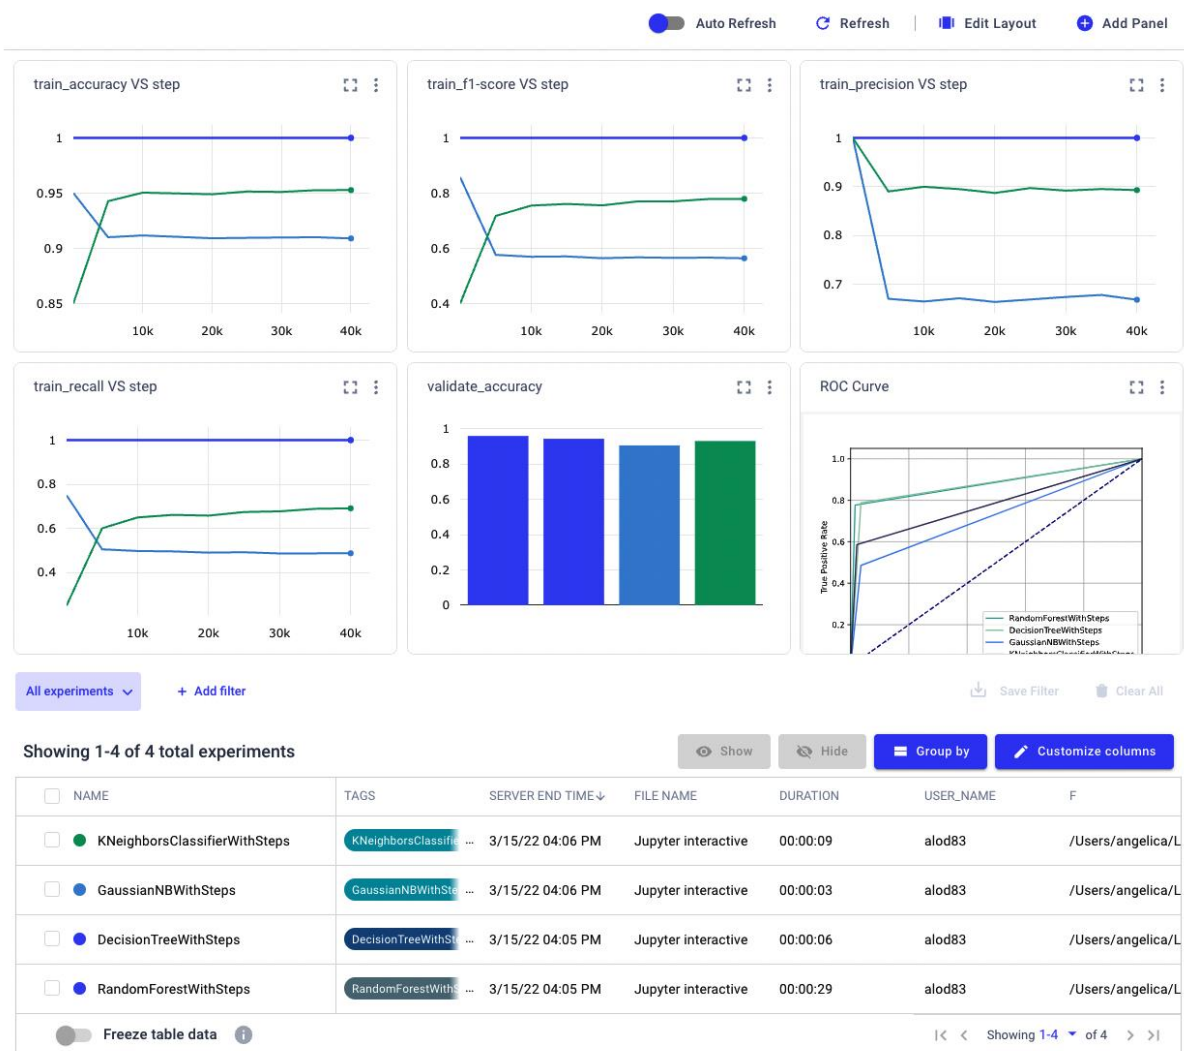 Auto Refresh Refresh Edit Layout Add Panel
train_accuracy VS step
1
0.95
0.9
0.85
10k 20k 30k 40k
train_f1-score VS step
1
0.8
0.6
0.4
10k 20k 30k 40k
train_precision VS step
1
0.9
0.8
0.7
10k 20k 30k 40k
train_recall VS step
1
0.8
0.6
0.4
10k 20k 30k 40k
validate_accuracy
1
0.8
0.6
0.4
0.2
0
ROC Curve
1.0
0.8
0.6
0.4
0.2
True Positive Rate
RandomForestWithSteps
DecisionTreeWithSteps
GaussianNBWithSteps
KNeighborsClassifierWithSteps
All experiments + Add filter Save Filter Clear All
Showing 1-4 of 4 total experiments Show Hide Group by Customize columns
NAME TAGS SERVER END TIME↓ FILE NAME DURATION USER_NAME F
KNeighborsClassifierWithSteps KNeighborsClassifie ... 3/15/22 04:06 PM Jupyter interactive 00:00:09 alod83 /Users/angelica/L
GaussianNBWithSteps GaussianNBWithSte ... 3/15/22 04:06 PM Jupyter interactive 00:00:03 alod83 /Users/angelica/L
DecisionTreeWithSteps DecisionTreeWithSte ... 3/15/22 04:05 PM Jupyter interactive 00:00:06 alod83 /Users/angelica/L
RandomForestWithSteps RandomForestWithS ... 3/15/22 04:05 PM Jupyter interactive 00:00:29 alod83 /Users/angelica/L
Freeze table data Showing 1-4 of 4